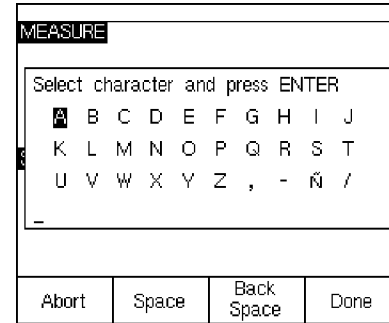 MEASURE
Select character and press ENTER
A B C D E F G H I J
K L M N O P Q R S T
U V W X Y Z , - Ñ /
_
Abort Space Back Space Done